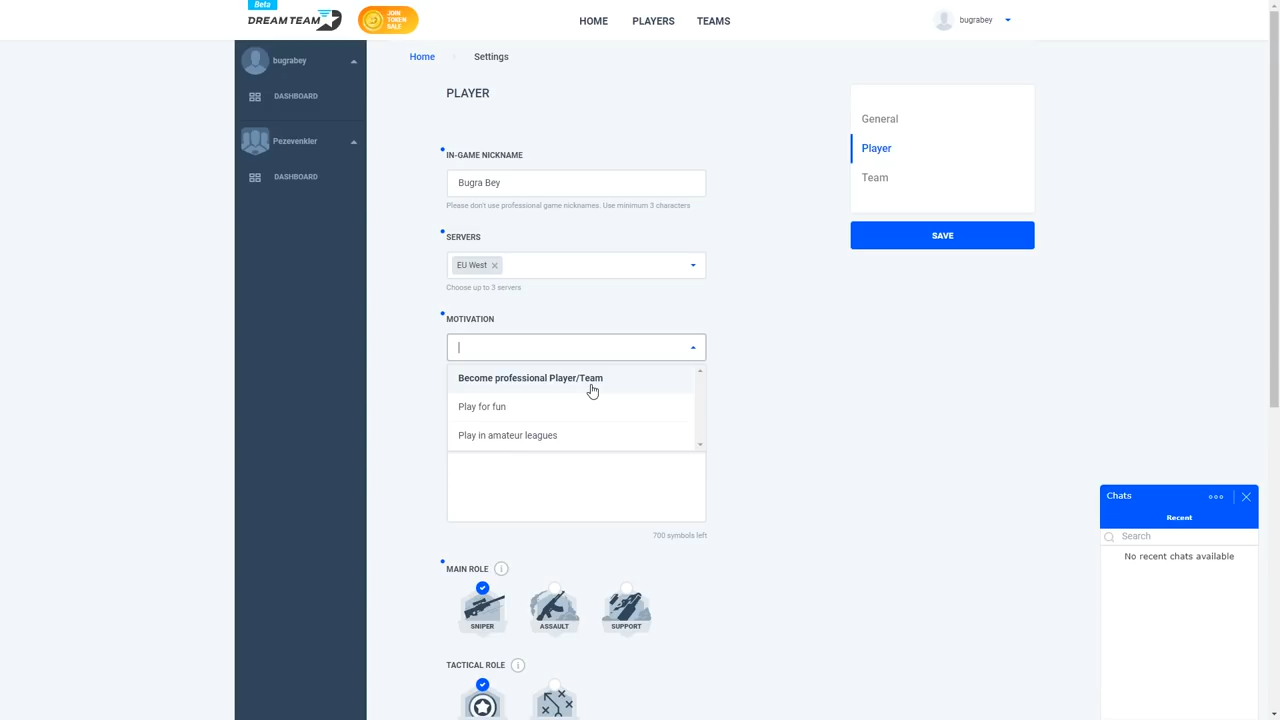 Beta
DREAMTEAM
JOIN
TOKEN
SALE
HOME
PLAYERS
TEAMS
bugrabey
bugrabey
DASHBOARD
Pezevenkler
DASHBOARD
Home
Settings
PLAYER
IN-GAME NICKNAME
Bugra Bey
Please don't use professional game nicknames. Use minimum 3 characters
SERVERS
EU West
Choose up to 3 servers
MOTIVATION
Become professional Player/Team
Play for fun
Play in amateur leagues
700 symbols left
MAIN ROLE
SNIPER
ASSAULT
SUPPORT
TACTICAL ROLE
General
Player
Team
SAVE
Chats
Recent
Search
No recent chats available